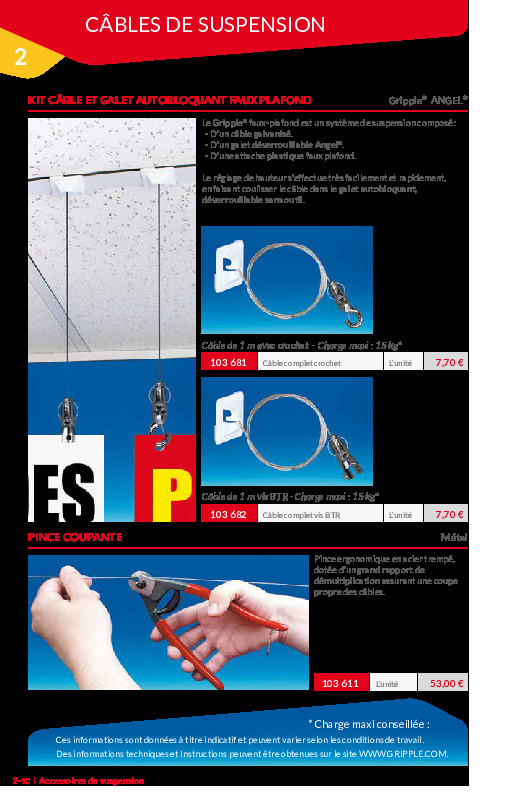 CÂBLES DE SUSPENSION
2
KIT CÂBLE ET GALET AUTOBLOQUANT FAUX PLAFOND
Gripple® ANGEL®
Le Gripple® faux-plafond est un système de suspension composé :
- D'un câble galvanisé.
- D'un galet déverrouillable Angel®.
- D'une attache plastique faux plafond.
Le réglage de hauteur s'effectue très facilement et rapidement,
en faisant coulisser le câble dans le galet autobloquant,
déverrouillable sans outil.
Câble de 1 m avec crochet - Charge maxi : 15 kg*
103 681 Câble complet crochet L'unité 7,70 €
ES
P
Câble de 1 m vis BTR - Charge maxi : 15 kg*
103 682 Câble complet vis BTR L'unité 7,70 €
PINCE COUPANTE
Métal
Pince ergonomique en acier trempé,
dotée d'un grand rapport de
démultiplication assurant une coupe
propre des câbles.
103 611 L'unité 53,00 €
* Charge maxi conseillée :
Ces informations sont données à titre indicatif et peuvent varier selon les conditions de travail.
Des informations techniques et instructions peuvent être obtenues sur le site WWW.GRIPPLE.COM.
2-10 | Accessoires de suspension